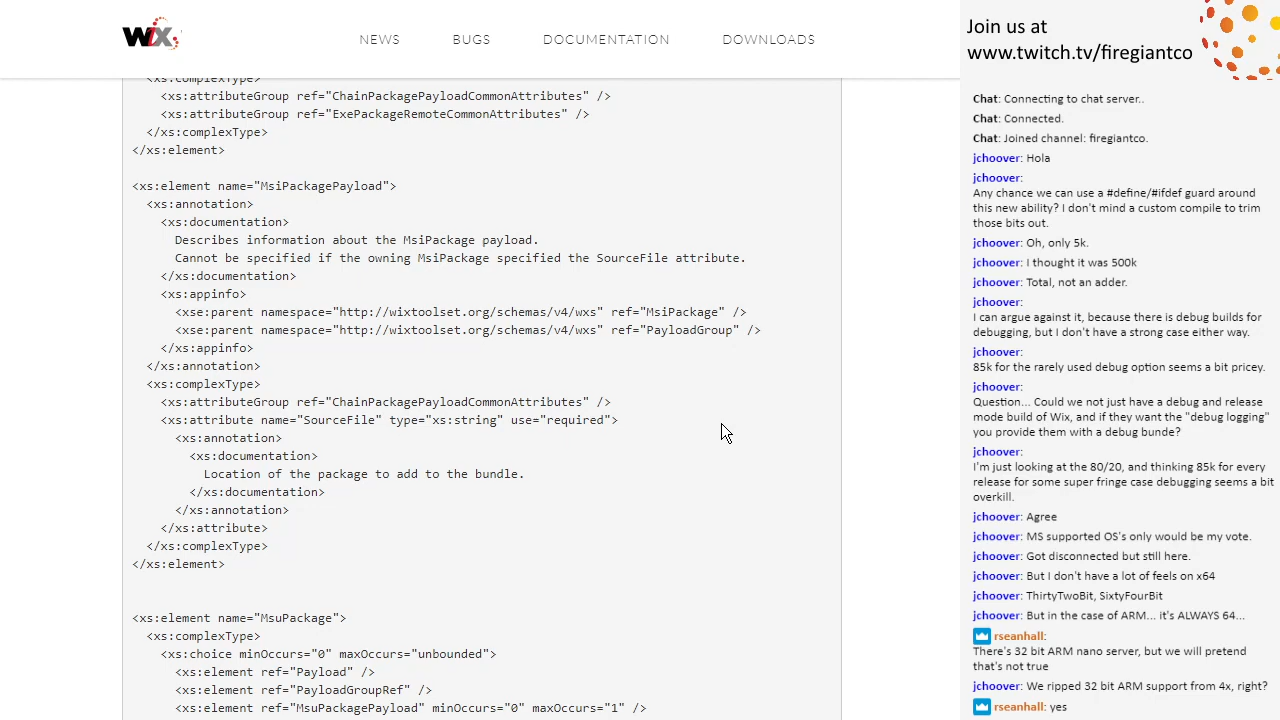 WiX
NEWS
BUGS
DOCUMENTATION
DOWNLOADS
<xs:complexType>
<xs:attributeGroup ref="ChainPackagePayloadCommonAttributes" />
<xs:attributeGroup ref="ExePackageRemoteCommonAttributes" />
</xs:complexType>
</xs:element>
<xs:element name="MsiPackagePayload">
<xs:annotation>
<xs:documentation>
Describes information about the MsiPackage payload.
Cannot be specified if the owning MsiPackage specified the SourceFile attribute.
</xs:documentation>
<xs:appinfo>
<xse:parent namespace="http://wixtoolset.org/schemas/v4/wxs" ref="MsiPackage" />
<xse:parent namespace="http://wixtoolset.org/schemas/v4/wxs" ref="PayloadGroup" />
</xs:appinfo>
</xs:annotation>
<xs:complexType>
<xs:attributeGroup ref="ChainPackagePayloadCommonAttributes" />
<xs:attribute name="SourceFile" type="xs:string" use="required">
<xs:annotation>
<xs:documentation>
Location of the package to add to the bundle.
</xs:documentation>
</xs:annotation>
</xs:attribute>
</xs:complexType>
</xs:element>
<xs:element name="MsuPackage">
<xs:complexType>
<xs:choice minOccurs="0" maxOccurs="unbounded">
<xs:element ref="Payload" />
<xs:element ref="PayloadGroupRef" />
<xs:element ref="MsuPackagePayload" minOccurs="0" maxOccurs="1" />
Join us at
www.twitch.tv/firegiantco
Chat: Connecting to chat server..
Chat: Connected.
Chat: Joined channel: firegiantco.
jchoover: Hola
jchoover:
Any chance we can use a #define/#ifdef guard around
this new ability? I don't mind a custom compile to trim
those bits out.
jchoover: Oh, only 5k.
jchoover: I thought it was 500k
jchoover: Total, not an adder.
jchoover:
I can argue against it, because there is debug builds for
debugging, but I don't have a strong case either way.
jchoover:
85k for the rarely used debug option seems a bit pricey.
jchoover:
Question... Could we not just have a debug and release
mode build of Wix, and if they want the "debug logging"
you provide them with a debug bunde?
jchoover:
I'm just looking at the 80/20, and thinking 85k for every
release for some super fringe case debugging seems a bit
overkill.
jchoover: Agree
jchoover: MS supported OS's only would be my vote.
jchoover: Got disconnected but still here.
jchoover: But I don't have a lot of feels on x64
jchoover: ThirtyTwoBit, SixtyFourBit
jchoover: But in the case of ARM... it's ALWAYS 64...
rseanhall:
There's 32 bit ARM nano server, but we will pretend
that's not true
jchoover: We ripped 32 bit ARM support from 4x, right?
rseanhall: yes